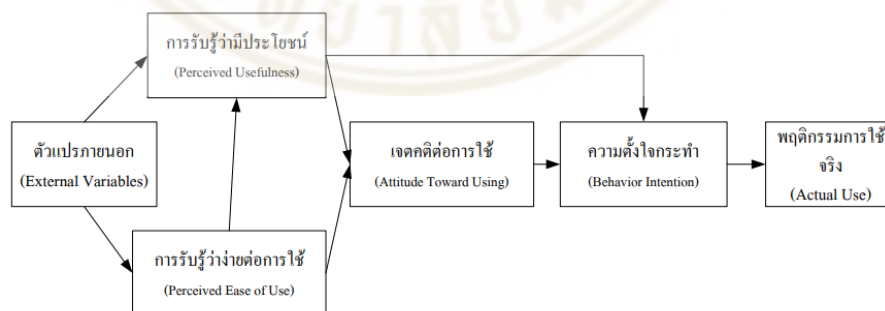 การรับรู้ว่ามีประโยชน์
(Perceived Usefulness)
ตัวแปรภายนอก
(External Variables)
เจตคติต่อการใช้
(Attitude Toward Using)
ความตั้งใจกระทำ
(Behavior Intention)
พฤติกรรมการใช้
จริง
(Actual Use)
การรับรู้ว่าง่ายต่อการใช้
(Perceived Ease of Use)